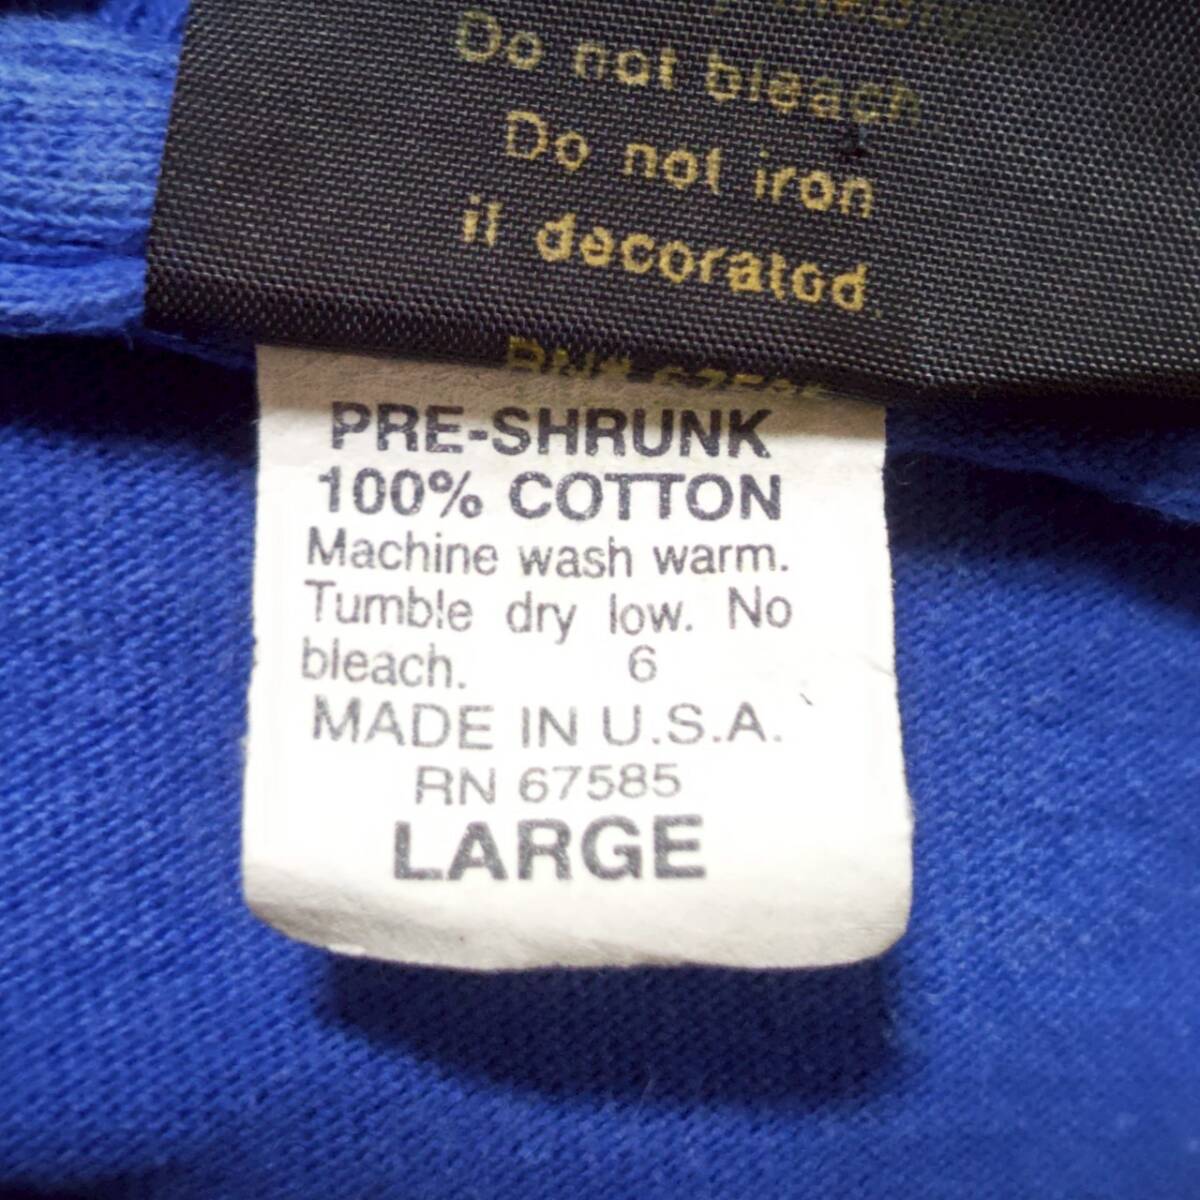 Do not bleach
Do not iron
if decorated.
RN#
PRE-SHRUNK
100% COTTON
Machine wash warm.
Tumble dry low. No
bleach. 6
MADE IN U.S.A.
RN 67585
LARGE